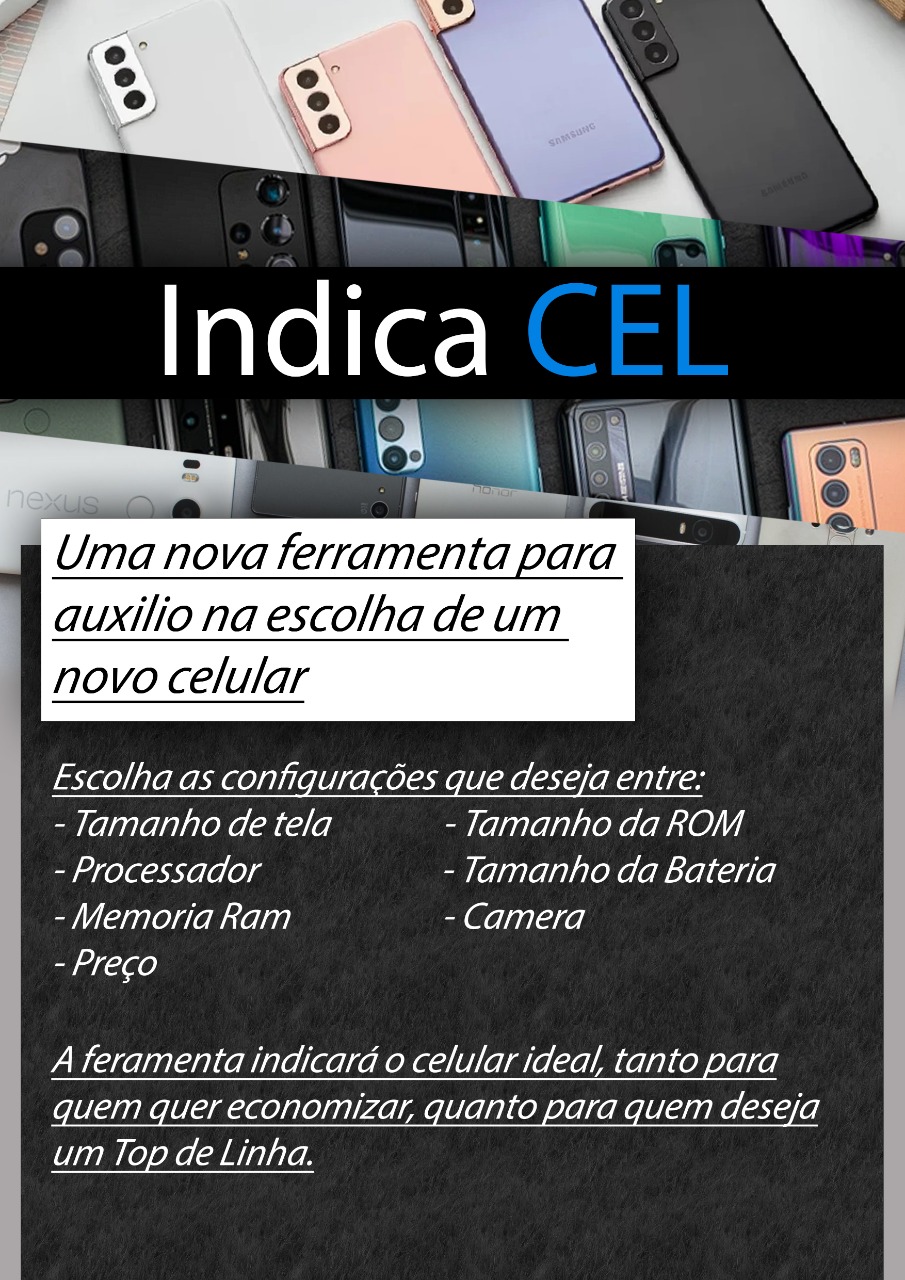 SAMSUNG
SAMSUNG
Indica CEL
nexus
honor
Uma nova ferramenta para
auxilio na escolha de um
novo celular
Escolha as configurações que deseja entre:
- Tamanho de tela
- Processador
- Memoria Ram
- Preço
- Tamanho da ROM
- Tamanho da Bateria
- Camera
A feramenta indicará o celular ideal, tanto para
quem quer economizar, quanto para quem deseja
um Top de Linha.